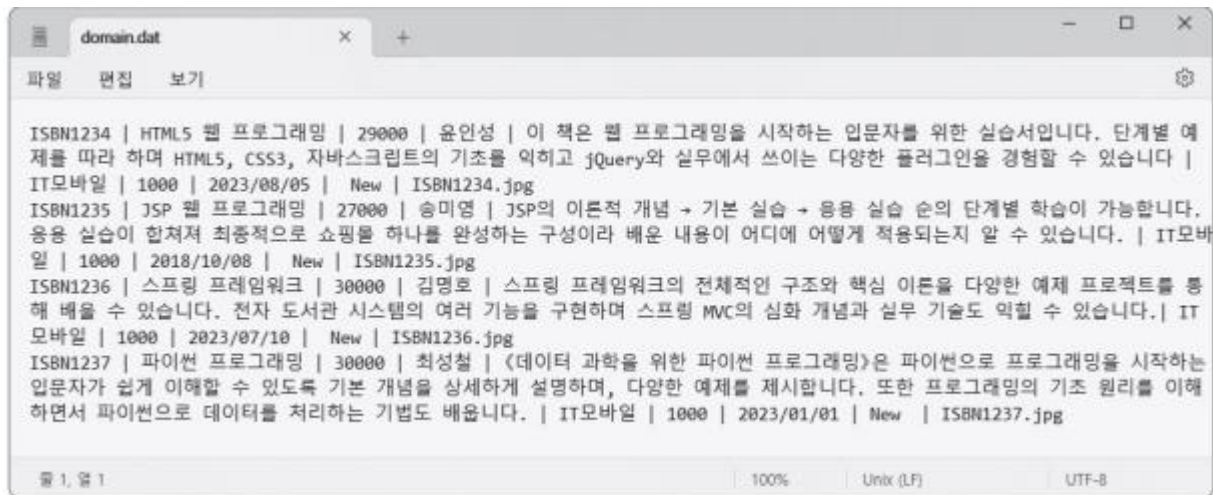 domain.dat
파일 편집 보기
ISBN1234 | HTML5 웹 프로그래밍 | 29000 | 윤인성 | 이 책은 웹 프로그래밍을 시작하는 입문자를 위한 실습서입니다. 단계별 예
제를 따라 하며 HTML5, CSS3, 자바스크립트의 기초를 익히고 jQuery와 실무에서 쓰이는 다양한 플러그인을 경험할 수 있습니다 |
IT모바일 | 1000 | 2023/08/05 | New | ISBN1234.jpg
ISBN1235 | JSP 웹 프로그래밍 | 27000 | 송미영 | JSP의 이론적 개념 → 기본 실습 → 응용 실습 순의 단계별 학습이 가능합니다.
응용 실습이 합쳐져 최종적으로 쇼핑몰 하나를 완성하는 구성이라 배운 내용이 어디에 어떻게 적용되는지 알 수 있습니다. | IT모바
일 | 1000 | 2018/10/08 | New | ISBN1235.jpg
ISBN1236 | 스프링 프레임워크 | 30000 | 김명호 | 스프링 프레임워크의 전체적인 구조와 핵심 이론을 다양한 예제 프로젝트를 통
해 배울 수 있습니다. 전자 도서관 시스템의 여러 기능을 구현하며 스프링 MVC의 심화 개념과 실무 기술도 익힐 수 있습니다.| IT
모바일 | 1000 | 2023/07/10 | New | ISBN1236.jpg
ISBN1237 | 파이썬 프로그래밍 | 30000 | 최성철 | 《데이터 과학을 위한 파이썬 프로그래밍》은 파이썬으로 프로그래밍을 시작하는
입문자가 쉽게 이해할 수 있도록 기본 개념을 상세하게 설명하며, 다양한 예제를 제시합니다. 또한 프로그래밍의 기초 원리를 이해
하면서 파이썬으로 데이터를 처리하는 기법도 배웁니다. | IT모바일 | 1000 | 2023/01/01 | New | ISBN1237.jpg
줄 1, 열 1 100% Unix (LF) UTF-8